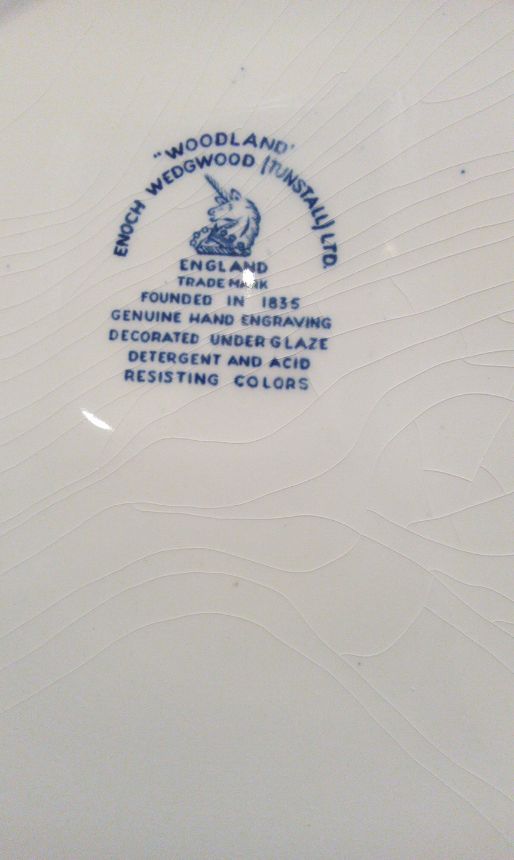 "WOODLAND"
ENOCH WEDGWOOD (TUNSTALL) LTD.
ENGLAND
TRADE MARK
FOUNDED IN 1835
GENUINE HAND ENGRAVING
DECORATED UNDER GLAZE
DETERGENT AND ACID
RESISTING COLORS